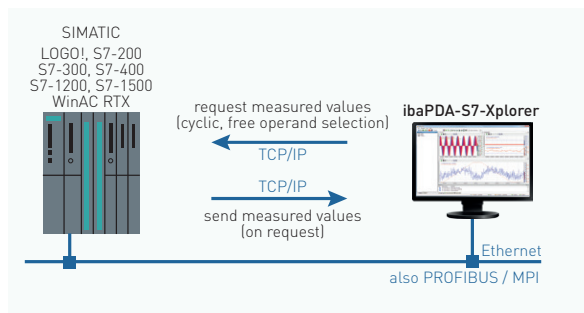 SIMATIC
LOGO!, S7-200
S7-300, S7-400
S7-1200, S7-1500
WinAC RTX
request measured values
(cyclic, free operand selection)
TCP/IP
TCP/IP
send measured values
(on request)
ibaPDA-S7-Xplorer
Ethernet
also PROFIBUS / MPI